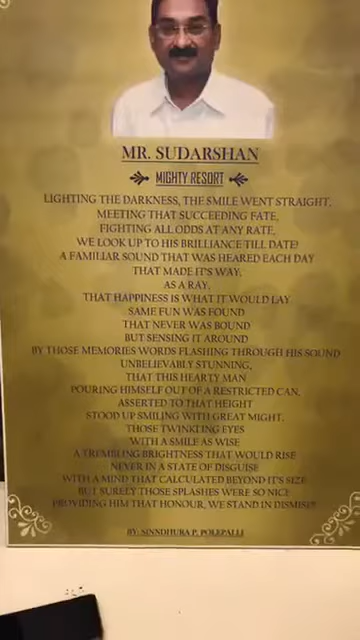 MR. SUDARSHAN
MIGHTY RESORT
LIGHTING THE DARKNESS, THE SMILE WENT STRAIGHT,
MEETING THAT SUCCEEDING FATE,
FIGHTING ALL ODDS AT ANY RATE,
WE LOOK UP TO HIS BRILLIANCE TILL DATE!
A FAMILIAR SOUND THAT WAS HEARED EACH DAY
THAT MADE IT'S WAY,
AS A RAY,
THAT HAPPINESS IS WHAT IT WOULD LAY
SAME FUN WAS FOUND
THAT NEVER WAS BOUND
BUT SENSING IT AROUND
BY THOSE MEMORIES WORDS FLASHING THROUGH HIS SOUND
UNBELIEVABLY STUNNING,
THAT THIS HEARTY MAN
POURING HIMSELF OUT OF A RESTRICTED CAN,
ASSERTED TO THAT HEIGHT
STOOD UP SMILING WITH GREAT MIGHT.
THOSE TWINKLING EYES
WITH A SMILE AS WISE
A TREMBLING BRIGHTNESS THAT WOULD RISE
NEVER IN A STATE OF DISGUISE
WITH A MIND THAT CALCULATED BEYOND IT'S SIZE
BUT SURELY THOSE SPLASHES WERE SO NICE
PROVIDING HIM THAT HONOUR, WE STAND IN DISMISE!
BY: SINNDHURA P. POLEPALLI